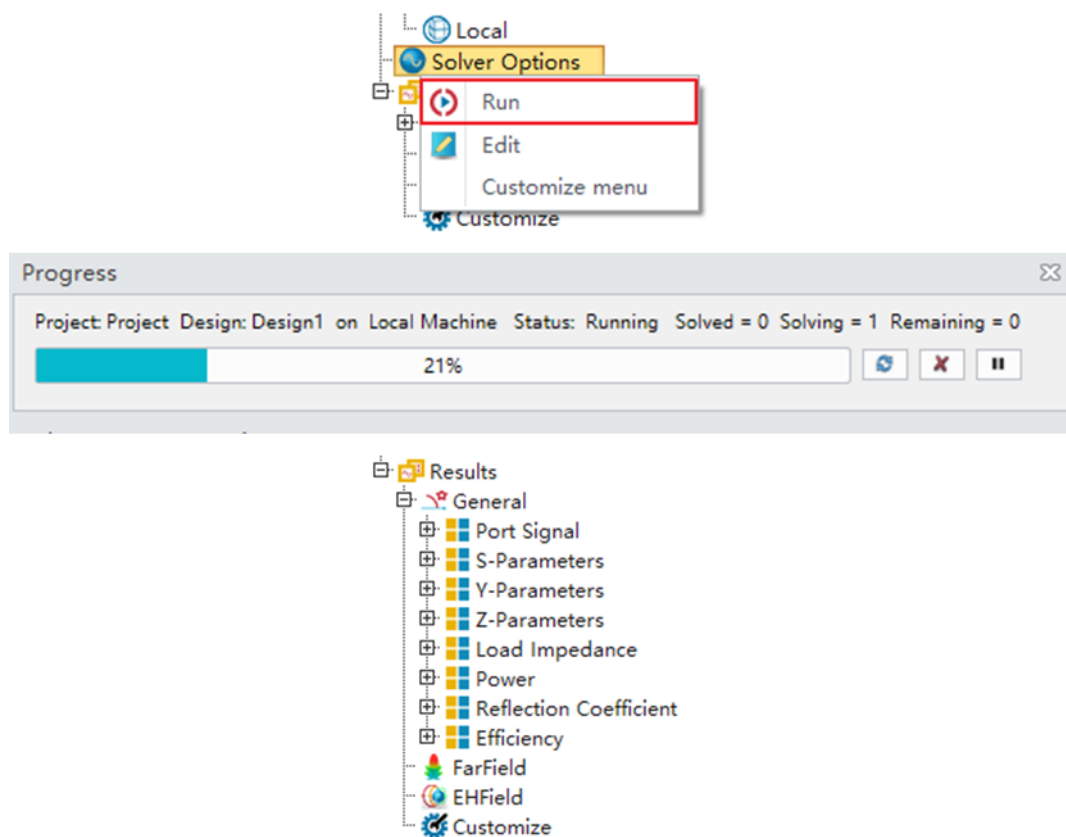 Local
Solver Options
Run
Edit
Customize menu
Customize
Progress
Project: Project Design: Design1 on Local Machine Status: Running Solved = 0 Solving = 1 Remaining = 0
21%
Results
General
Port Signal
S-Parameters
Y-Parameters
Z-Parameters
Load Impedance
Power
Reflection Coefficient
Efficiency
FarField
EHField
Customize